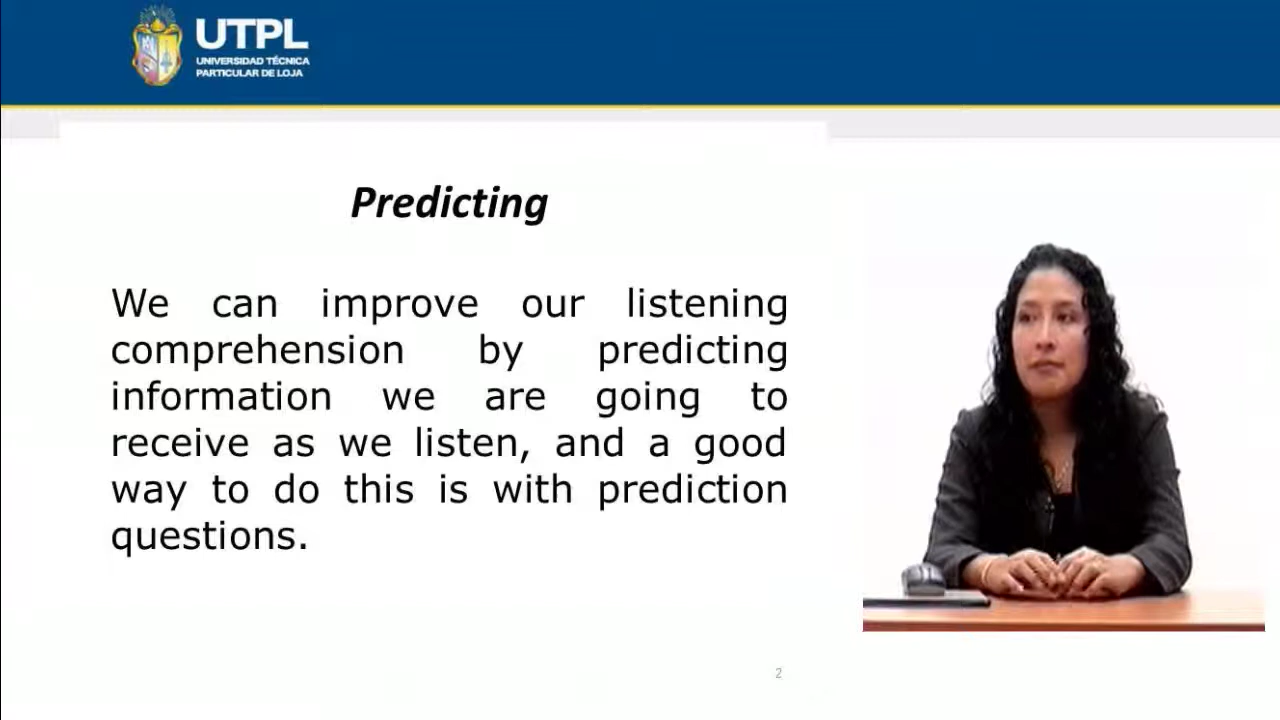 UTPL
UNIVERSIDAD TÉCNICA
PARTICULAR DE LOJA
Predicting
We can improve our listening
comprehension by predicting
information we are going to
receive as we listen, and a good
way to do this is with prediction
questions.
2